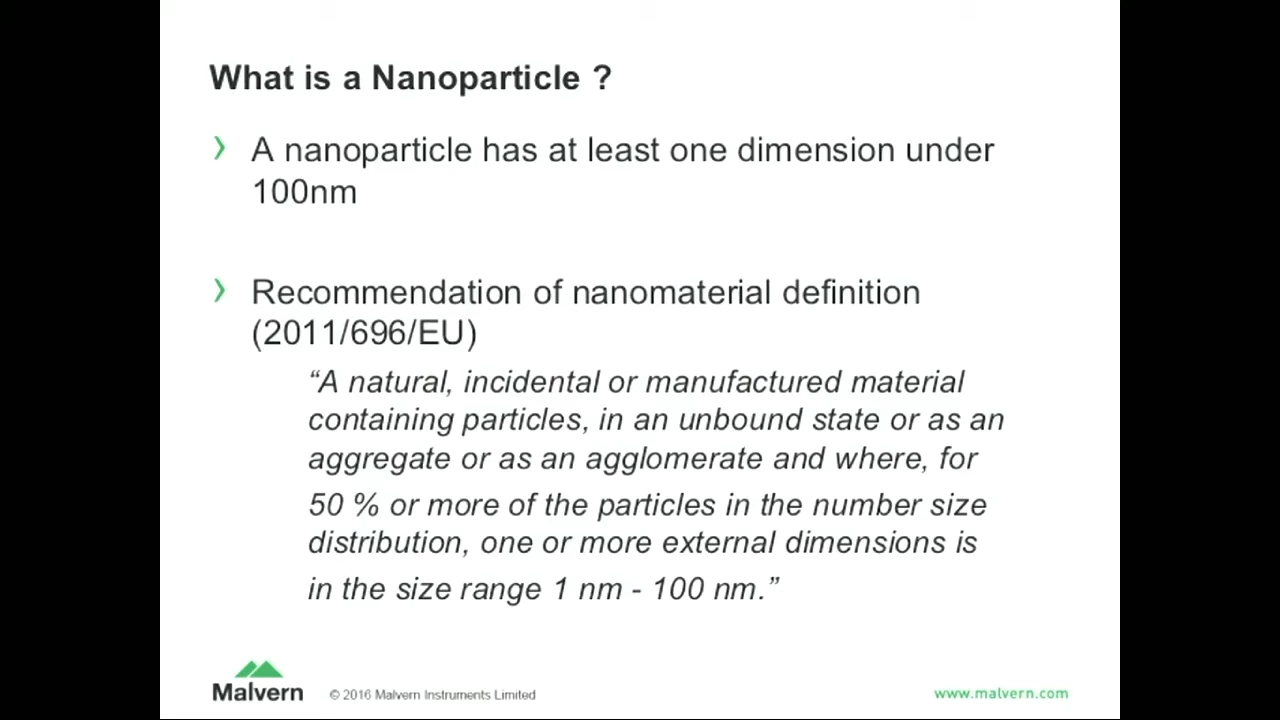 What is a Nanoparticle ?
› A nanoparticle has at least one dimension under
100nm
› Recommendation of nanomaterial definition
(2011/696/EU)
“A natural, incidental or manufactured material
containing particles, in an unbound state or as an
aggregate or as an agglomerate and where, for
50 % or more of the particles in the number size
distribution, one or more external dimensions is
in the size range 1 nm - 100 nm.”
Malvern © 2016 Malvern Instruments Limited www.malvern.com